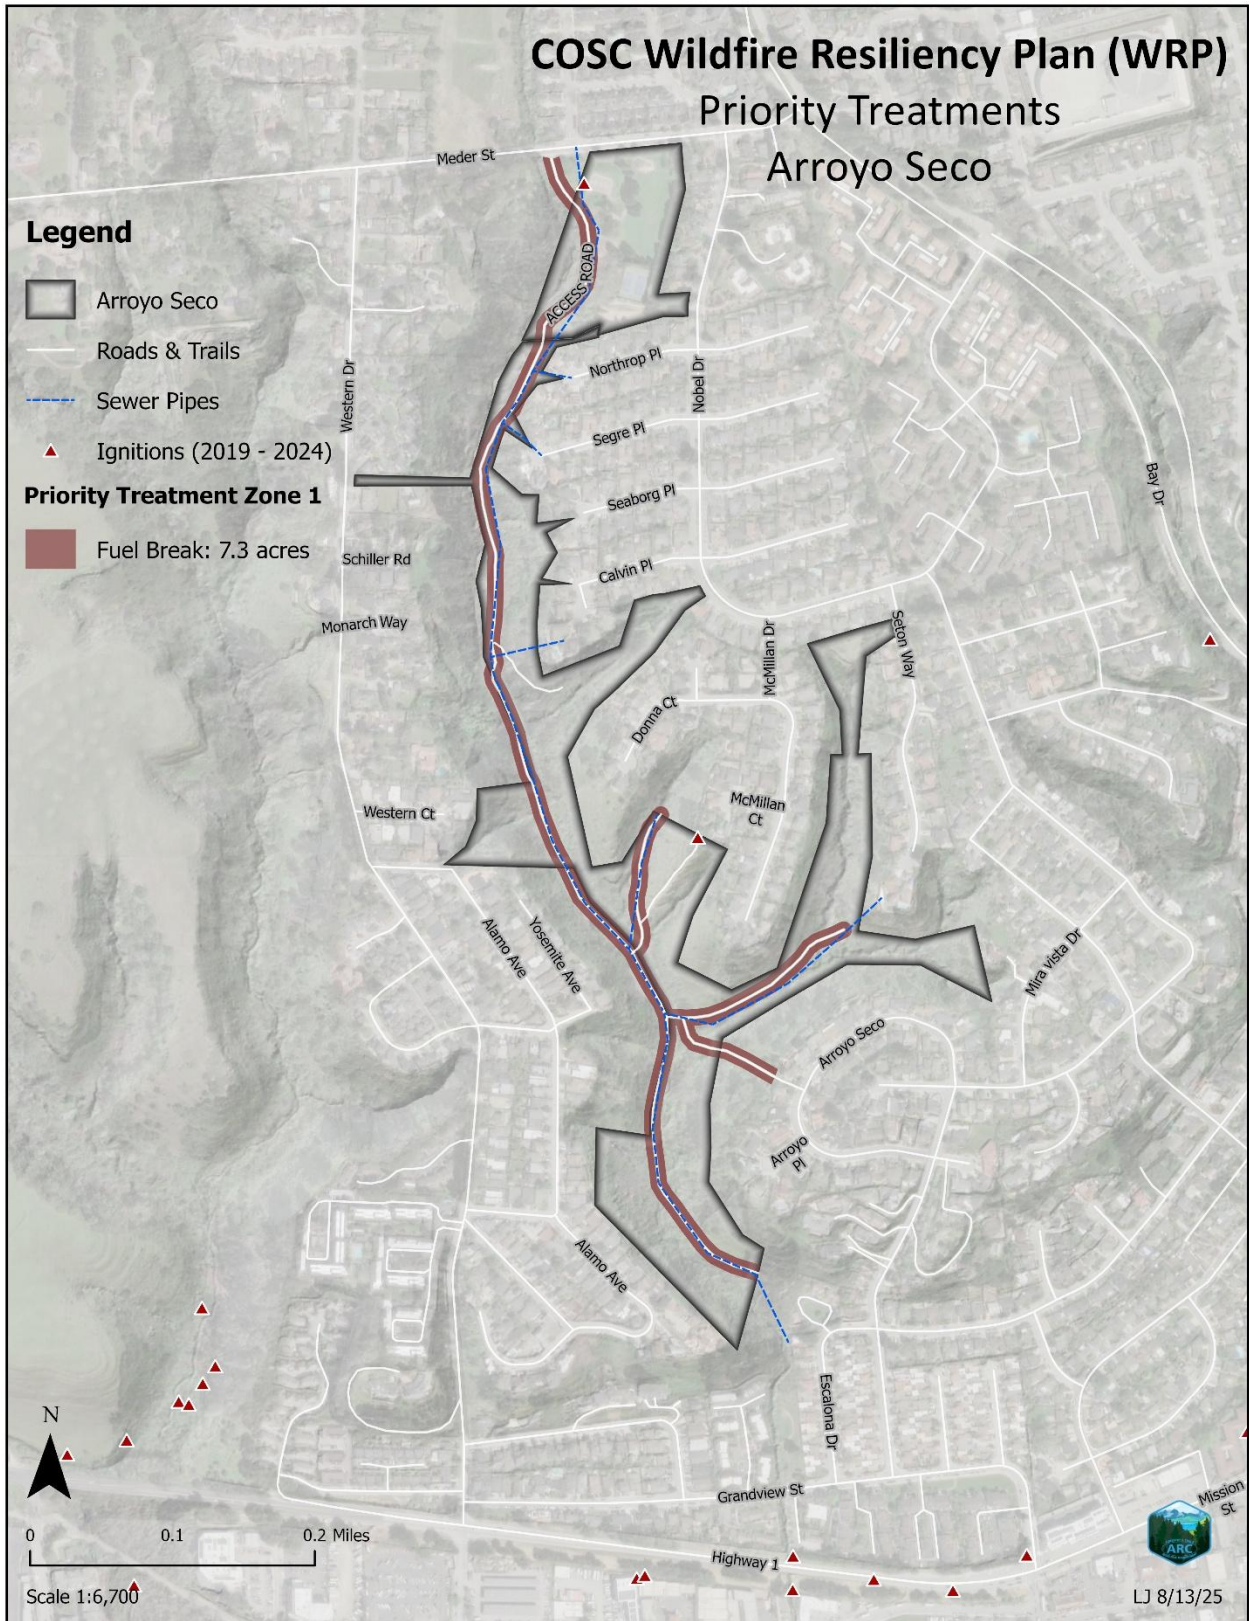 COSC Wildfire Resiliency Plan (WRP)
Priority Treatments
Arroyo Seco
Meder St
Legend
Arroyo Seco
Roads & Trails
Sewer Pipes
Ignitions (2019 - 2024)
Priority Treatment Zone 1
Fuel Break: 7.3 acres
ACCESS ROAD
Western Dr
Northrop Pl
Nobel Dr
Segre Pl
Seaborg Pl
Bay Dr
Schiller Rd
Calvin Pl
Monarch Way
McMillan Dr
Seton Way
Donna Ct
Western Ct
McMillan
Ct
Alamo Ave
Yosemite Ave
Mira vista Dr
Arroyo Seco
Arroyo
Pl
Alamo Ave
Escalona Dr
N
Grandview St
Mission
St
0 0.1 0.2 Miles
Highway 1
ARC
Scale 1:6,700
LJ 8/13/25